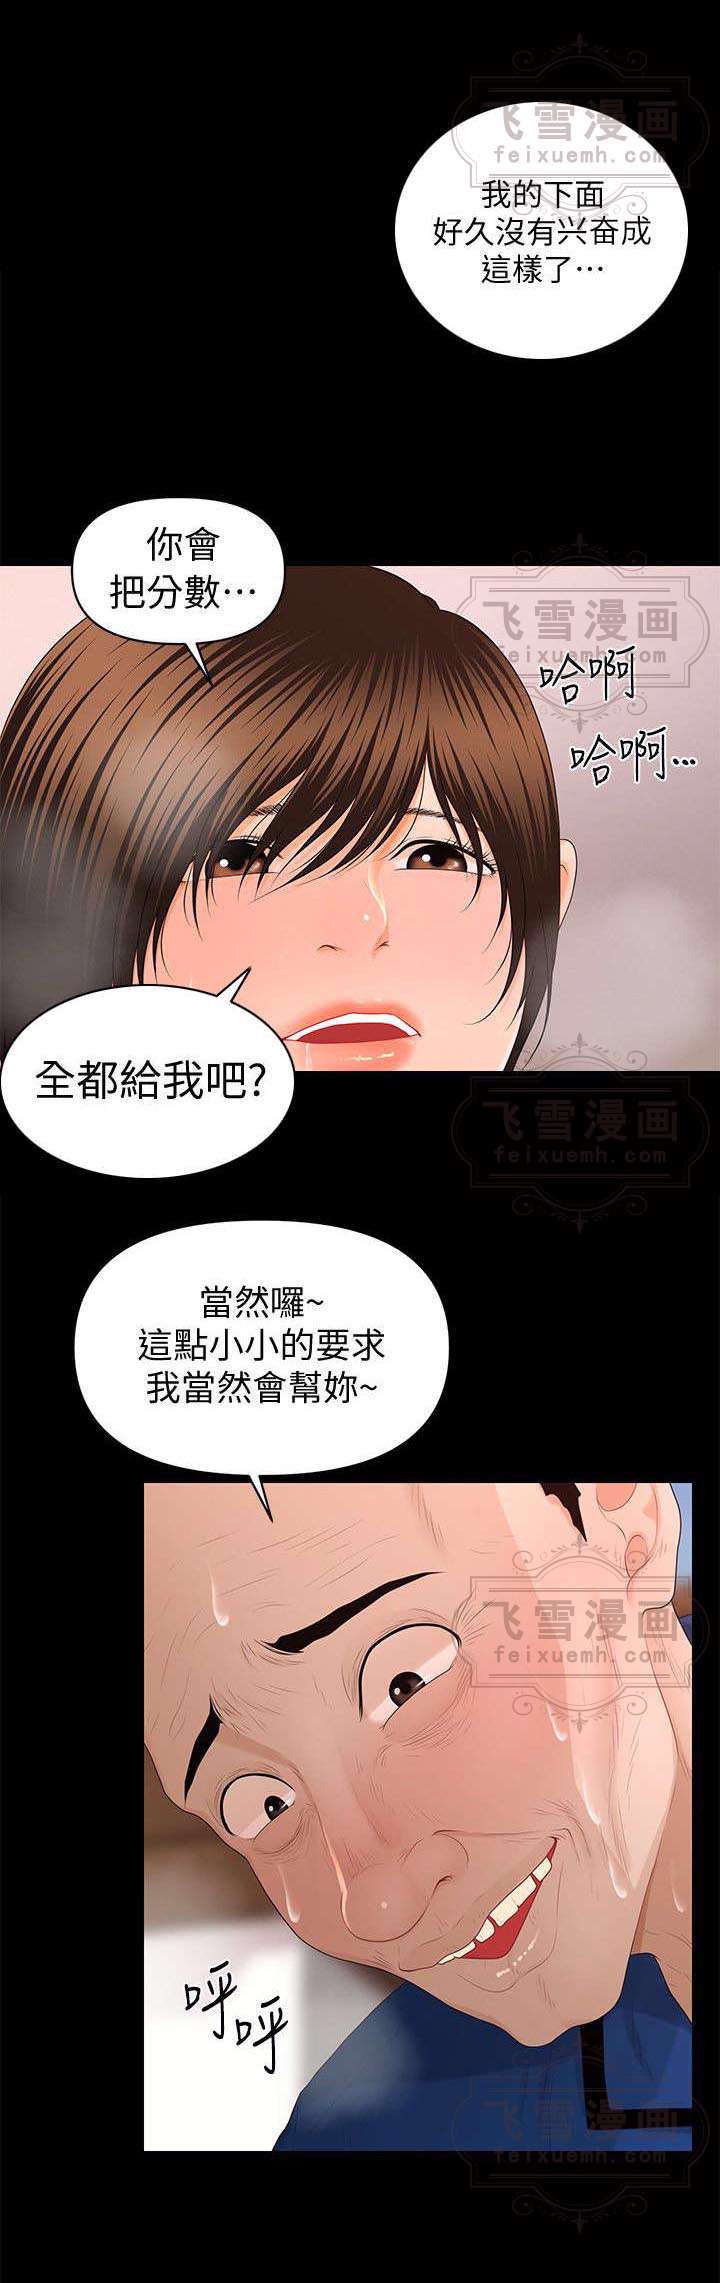 飞雪漫画
feixuemh.com
我的下面
好久沒有兴奋成
這樣了…
你會
把分數…
飞雪漫画
feixuemh.com
哈啊
哈啊...
全都給我吧?
飞雪漫画
feixuemh.com
當然囉~
這點小小的要求
我當然會幫妳~
飞雪漫画
feixuemh.com
呼
呼
飞雪漫画
feixuemh.com